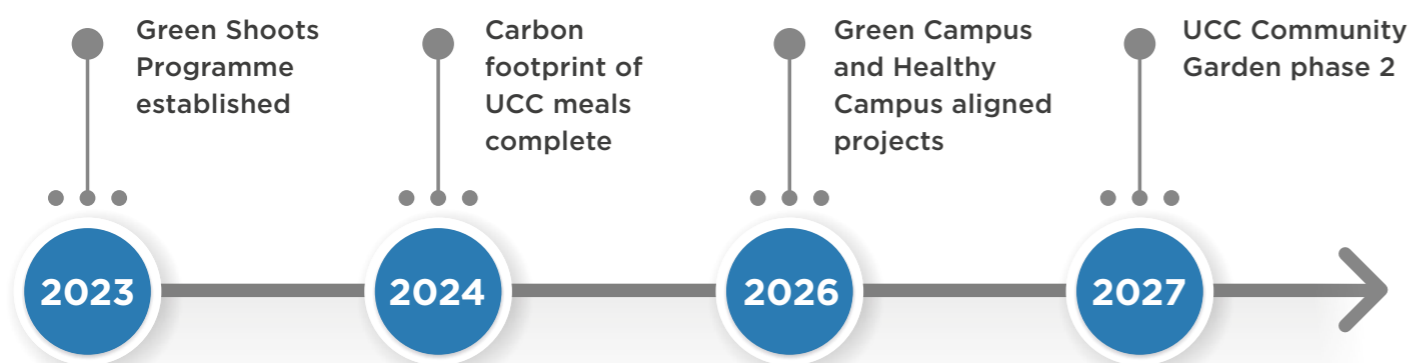 Green Shoots
Programme
established
Carbon
footprint of
UCC meals
complete
Green Campus
and Healthy
Campus aligned
projects
UCC Community
Garden phase 2
2023
2024
2026
2027